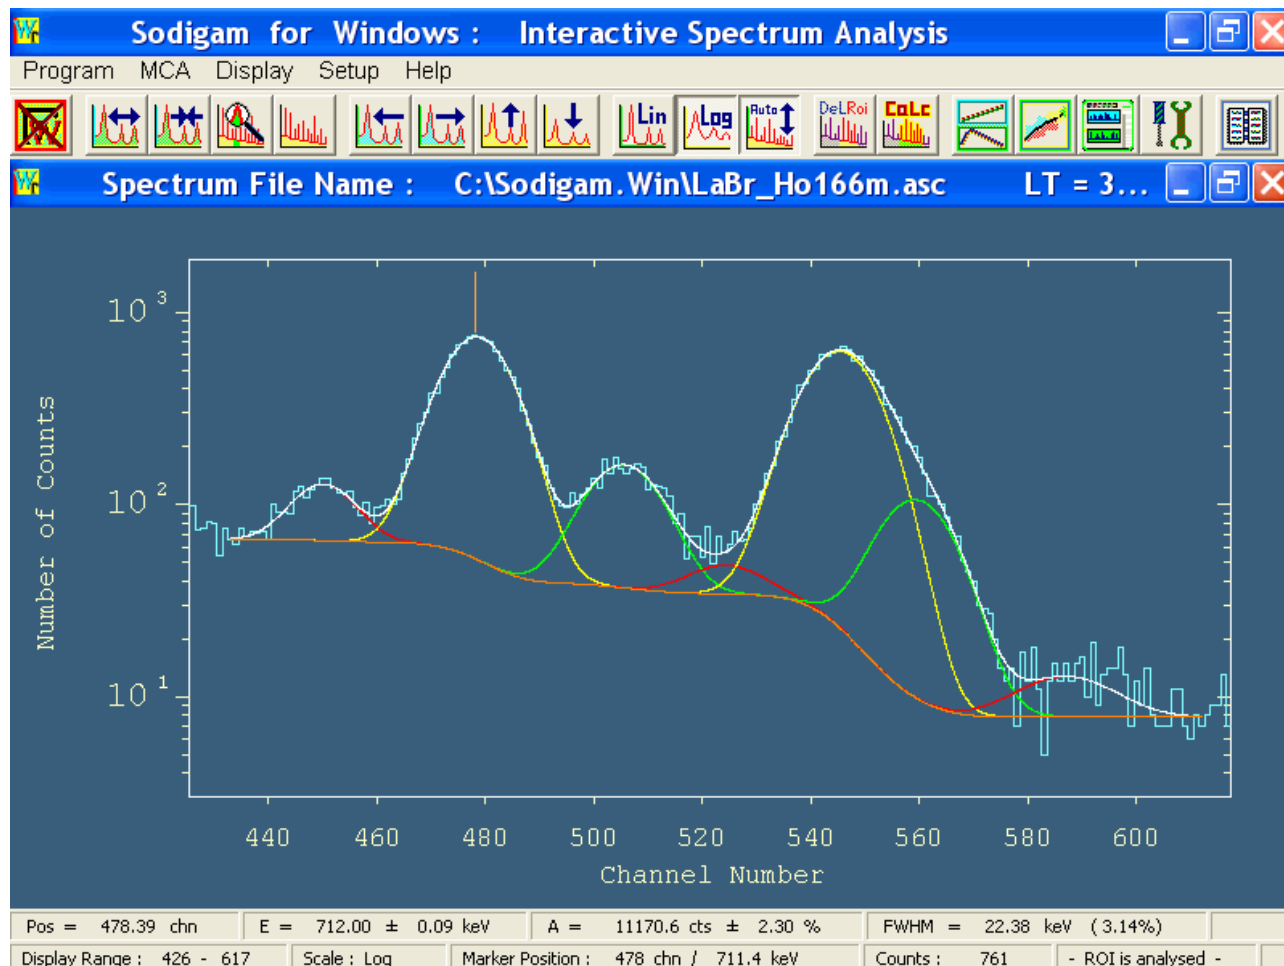 Sodigam for Windows : Interactive Spectrum Analysis
Program MCA Display Setup Help
Lin Log Auto DeLRoi CaLc
Spectrum File Name : C:\Sodigam.Win\LaBr_Ho166m.asc LT = 3...
10 3
10 2
10 1
Number of Counts
440 460 480 500 520 540 560 580 600
Channel Number
Pos = 478.39 chn E = 712.00 ± 0.09 keV A = 11170.6 cts ± 2.30 % FWHM = 22.38 keV (3.14%)
Display Range : 426 - 617 Scale : Log Marker Position : 478 chn / 711.4 keV Counts : 761 - ROI is analysed -